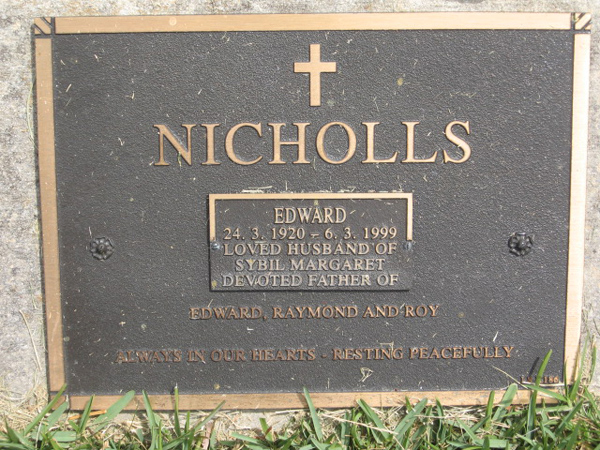 NICHOLLS
EDWARD
24. 3. 1920 - 6. 3. 1999
LOVED HUSBAND OF
SYBIL MARGARET
DEVOTED FATHER OF
EDWARD, RAYMOND AND ROY
ALWAYS IN OUR HEARTS - RESTING PEACEFULLY